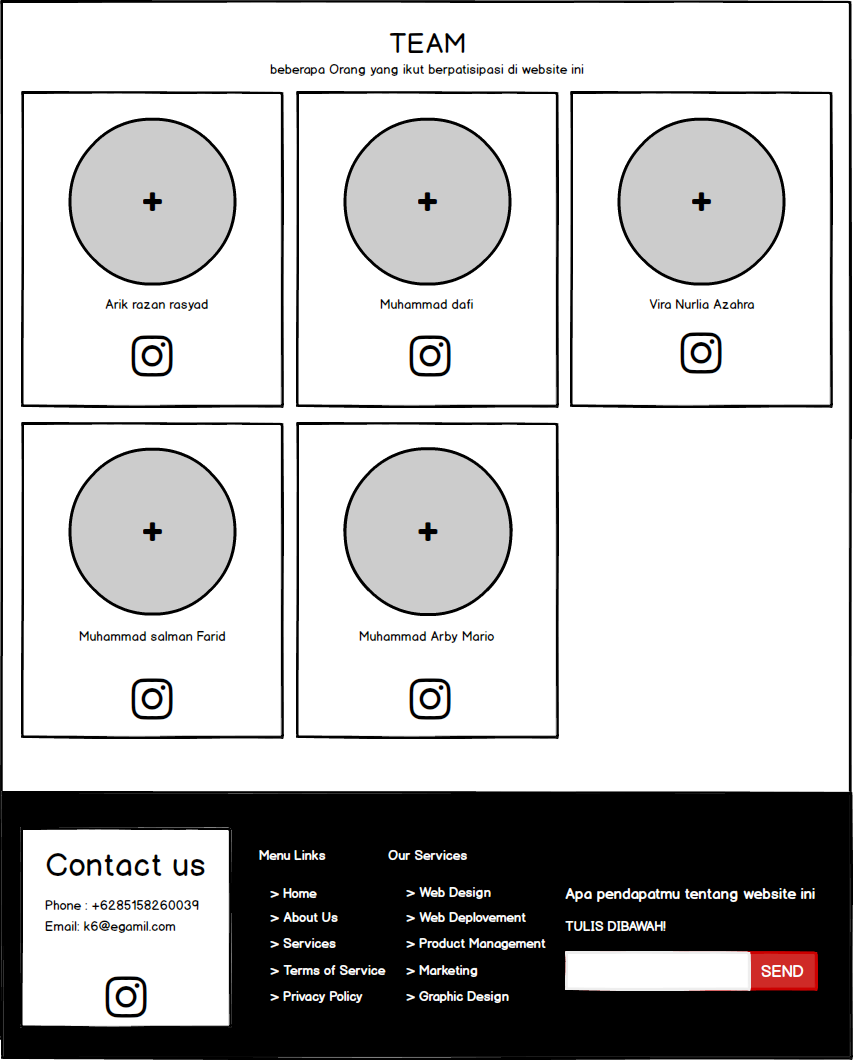 TEAM
beberapa Orang yang ikut berpatisipasi di website ini
Arik razan rasyad
Muhammad dafi
Vira Nurlia Azahra
Muhammad salman Farid
Muhammad Arby Mario
Contact us
Phone : +6285158260039
Email: k6@egamil.com
Menu Links
> Home
> About Us
> Services
> Terms of Service
> Privacy Policy
Our Services
> Web Design
> Web Deplovement
> Product Management
> Marketing
> Graphic Design
Apa pendapatmu tentang website ini
TULIS DIBAWAH!
SEND